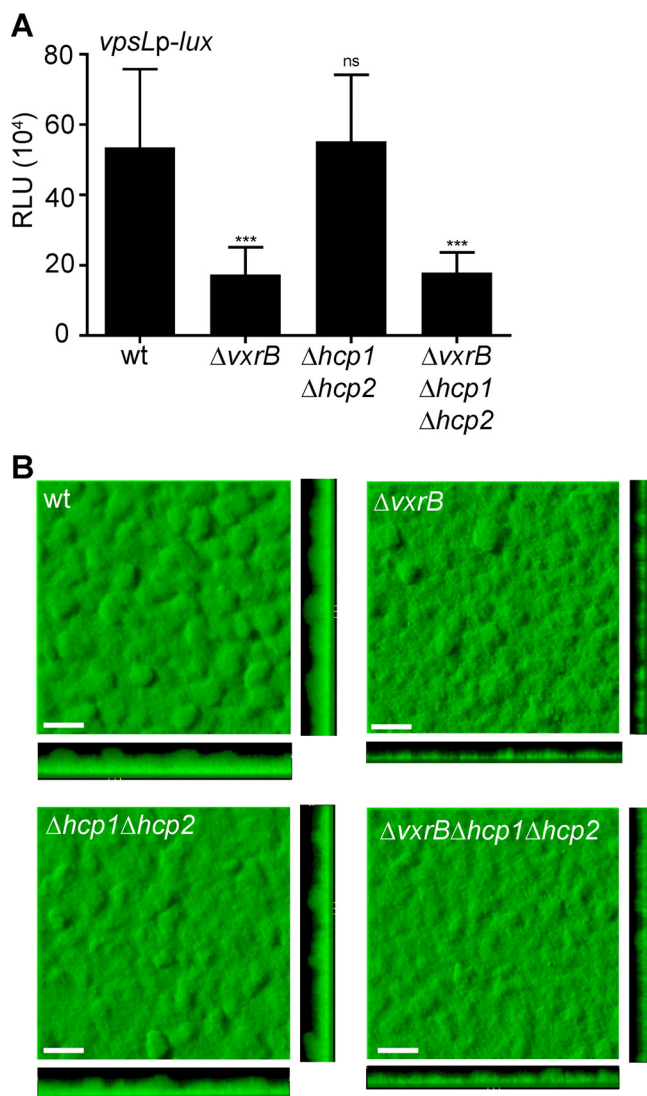 A
vpsLp-lux
RLU (10⁴)
80
60
40
20
0
ns
***
***
wt
ΔvxrB
Δhcp1
Δhcp2
ΔvxrB
Δhcp1
Δhcp2
B
wt
ΔvxrB
Δhcp1Δhcp2
ΔvxrBΔhcp1Δhcp2